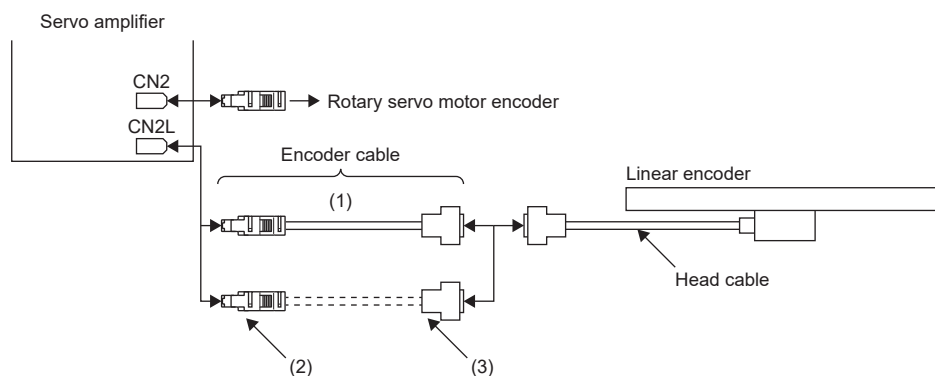 Servo amplifier
CN2
Rotary servo motor encoder
CN2L
Encoder cable
(1)
Linear encoder
Head cable
(2)
(3)